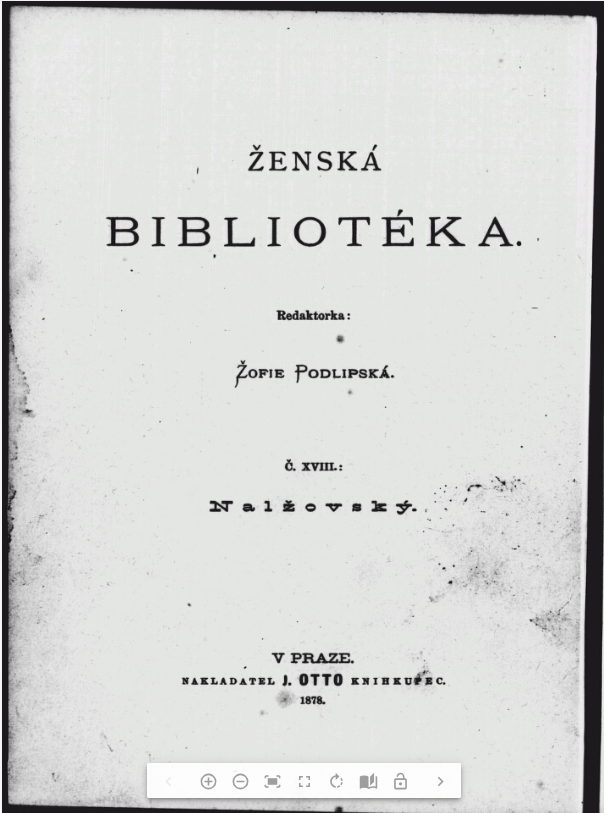 ŽENSKÁ
BIBLIOTÉKA.
Redaktorka:
Žofie Podlipská.
Č. XVIII.:
Nalžovský.
V PRAZE.
NAKLADATEL J. OTTO KNIHKUPEC.
1878.